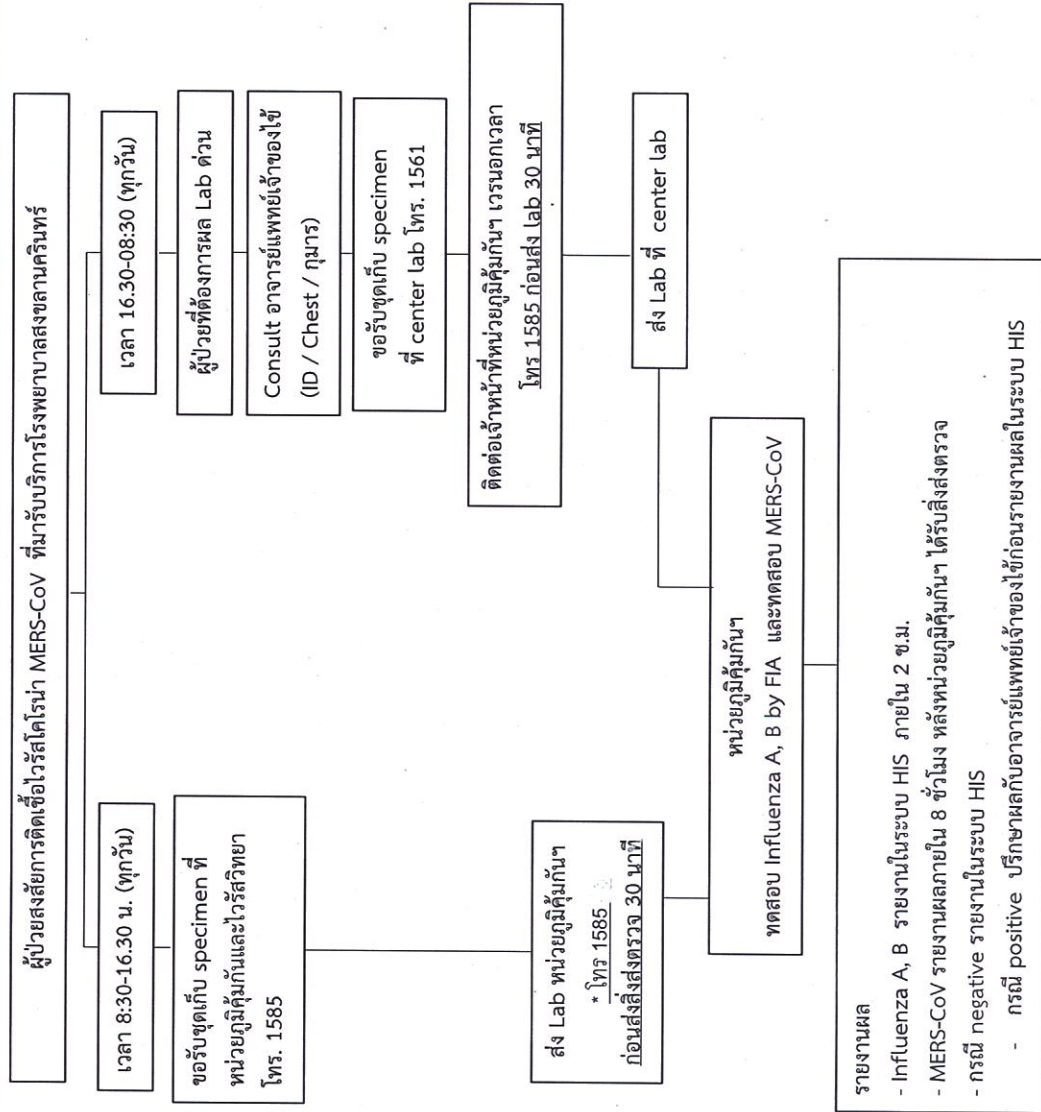 ผู้ป่วยสงสัยการติดเชื้อไวรัสโคโรน่า MERS-CoV ที่มารับบริการโรงพยาบาลสงขลานครินทร์
เวลา 8:30-16.30 น. (ทุกวัน)
ขอรับชุดเก็บ specimen ที่
หน่วยภูมิคุ้มกันและไวรัสวิทยา
โทร. 1585
ส่ง Lab หน่วยภูมิคุ้มกันฯ
* โทร 1585
ก่อนส่งสิ่งส่งตรวจ 30 นาที
เวลา 16.30-08:30 (ทุกวัน)
ผู้ป่วยที่ต้องการผล Lab ด่วน
Consult อาจารย์แพทย์เจ้าของไข้
(ID / Chest / กุมาร)
ขอรับชุดเก็บ specimen
ที่ center lab โทร. 1561
ติดต่อเจ้าหน้าที่หน่วยภูมิคุ้มกันฯ เวรนอกเวลา
โทร 1585 ก่อนส่ง lab 30 นาที
ส่ง Lab ที่ center lab
หน่วยภูมิคุ้มกันฯ
ทดสอบ Influenza A, B by FIA และทดสอบ MERS-CoV
รายงานผล
- Influenza A, B รายงานในระบบ HIS ภายใน 2 ช.ม.
- MERS-CoV รายงานผลภายใน 8 ชั่วโมง หลังหน่วยภูมิคุ้มกันฯ ได้รับสิ่งส่งตรวจ
- กรณี negative รายงานในระบบ HIS
- กรณี positive ปรึกษาผลกับอาจารย์แพทย์เจ้าของไข้ก่อนรายงานผลในระบบ HIS